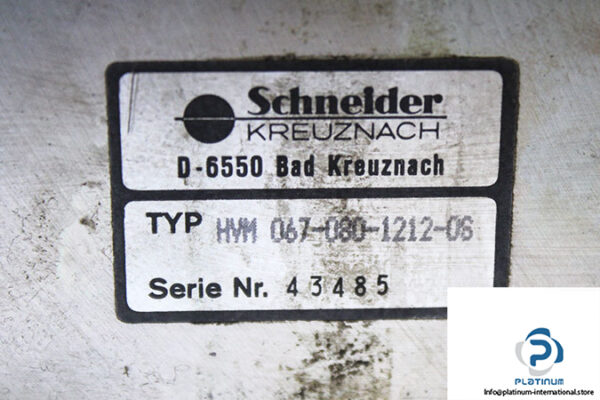 Schneider
KREUZNACH
D-6550 Bad Kreuznach
TYP HVM 067-080-1212-06
Serie Nr. 43485
PLATINUM
Info@platinum-international.store